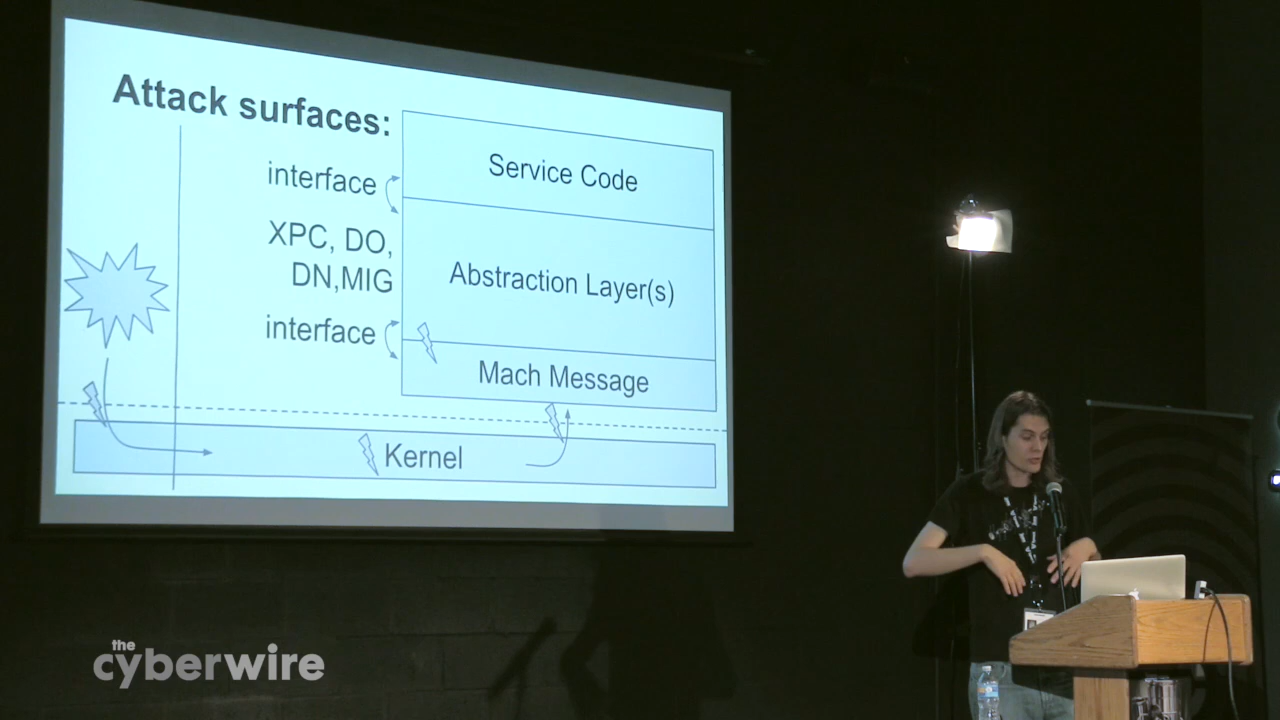 Attack surfaces:
Service Code
interface
XPC, DO,
DN,MIG
Abstraction Layer(s)
interface
Mach Message
Kernel
the
cyberwire